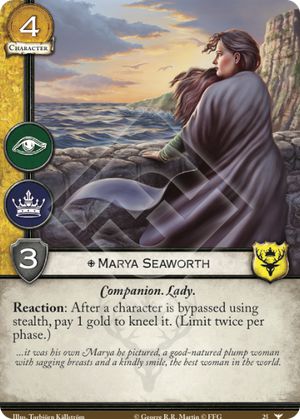 4
CHARACTER
3
MARYA SEAWORTH
Companion. Lady.
Reaction: After a character is bypassed using
stealth, pay 1 gold to kneel it. (Limit twice
per phase.)
...it was his own Marya he pictured, a good-natured plump woman
with sagging breasts and a kindly smile, the best woman in the world.
Illus. Torbjörn Källström © George R.R. Martin © FFG 25